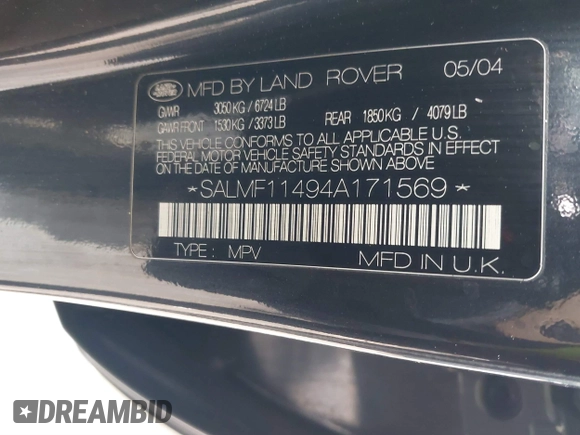 LAND ROVER MFD BY LAND ROVER 05/04
GVWR 3050 KG / 6724 LB
GAWR FRONT 1530 KG / 3373 LB REAR 1850 KG / 4079 LB
THIS VEHICLE CONFORMS TO ALL APPLICABLE U.S.
FEDERAL MOTOR VEHICLE SAFETY STANDARDS IN EFFECT
ON THE DATE OF MANUFACTURE SHOWN ABOVE
*SALMF11494A171569*
TYPE: MPV MFD IN U.K.
DREAMBID